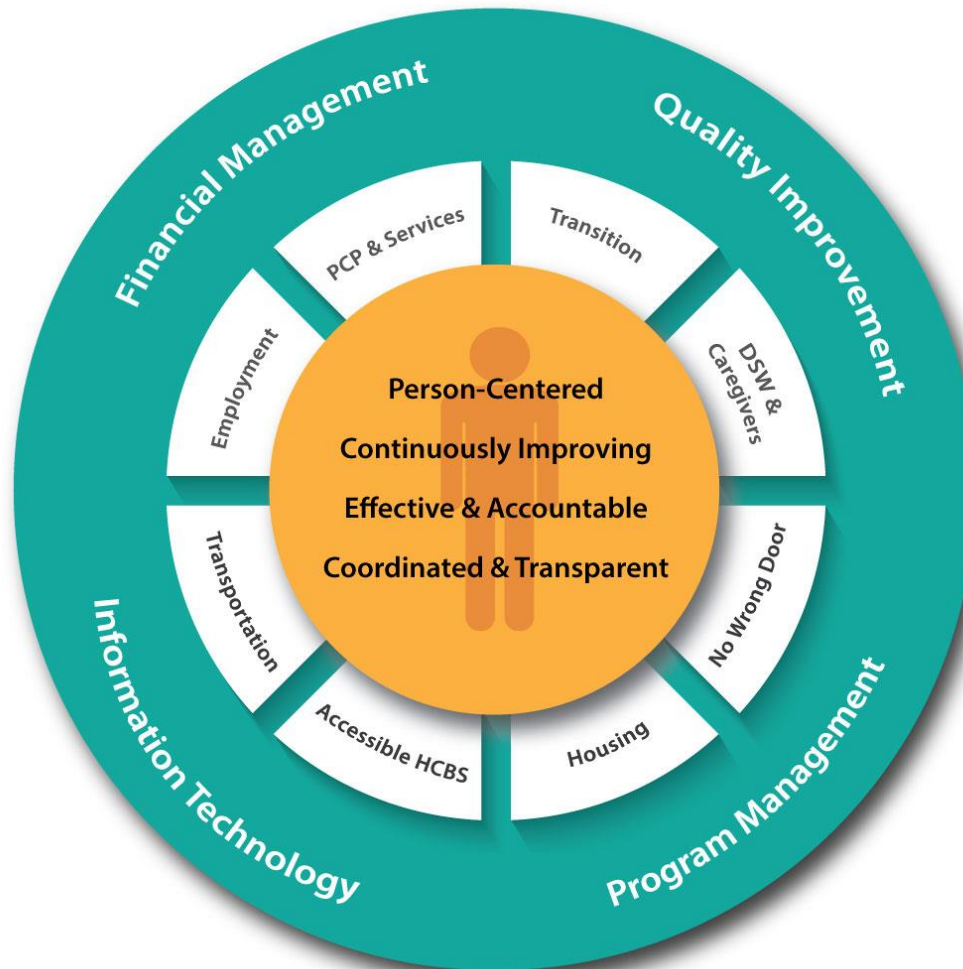 Financial Management
Quality Improvement
Program Management
Information Technology
PCP & Services
Transition
DSW &
Caregivers
No Wrong Door
Housing
Accessible HCBS
Transportation
Employment
Person-Centered
Continuously Improving
Effective & Accountable
Coordinated & Transparent